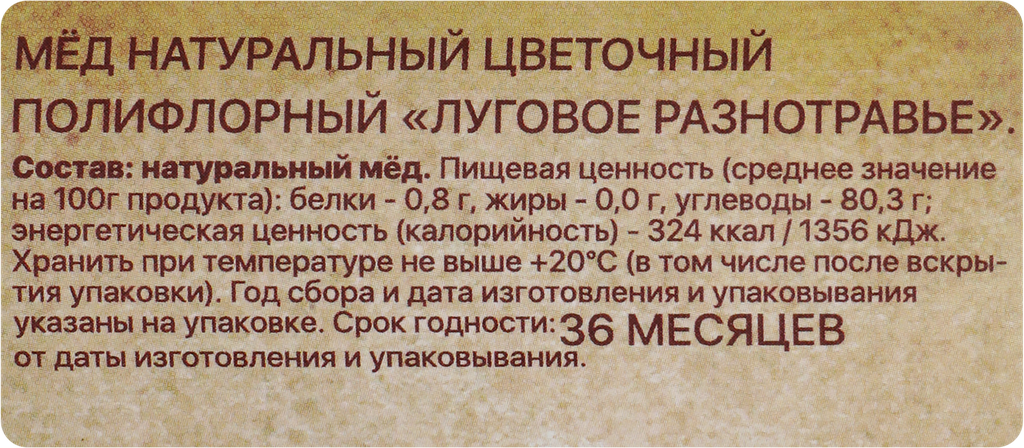 МЁД НАТУРАЛЬНЫЙ ЦВЕТОЧНЫЙ
ПОЛИФЛОРНЫЙ «ЛУГОВОЕ РАЗНОТРАВЬЕ».
Состав: натуральный мёд. Пищевая ценность (среднее значение
на 100г продукта): белки - 0,8 г, жиры - 0,0 г, углеводы - 80,3 г;
энергетическая ценность (калорийность) - 324 ккал / 1356 кДж.
Хранить при температуре не выше +20°С (в том числе после вскры-
тия упаковки). Год сбора и дата изготовления и упаковывания
указаны на упаковке. Срок годности: 36 МЕСЯЦЕВ
от даты изготовления и упаковывания.